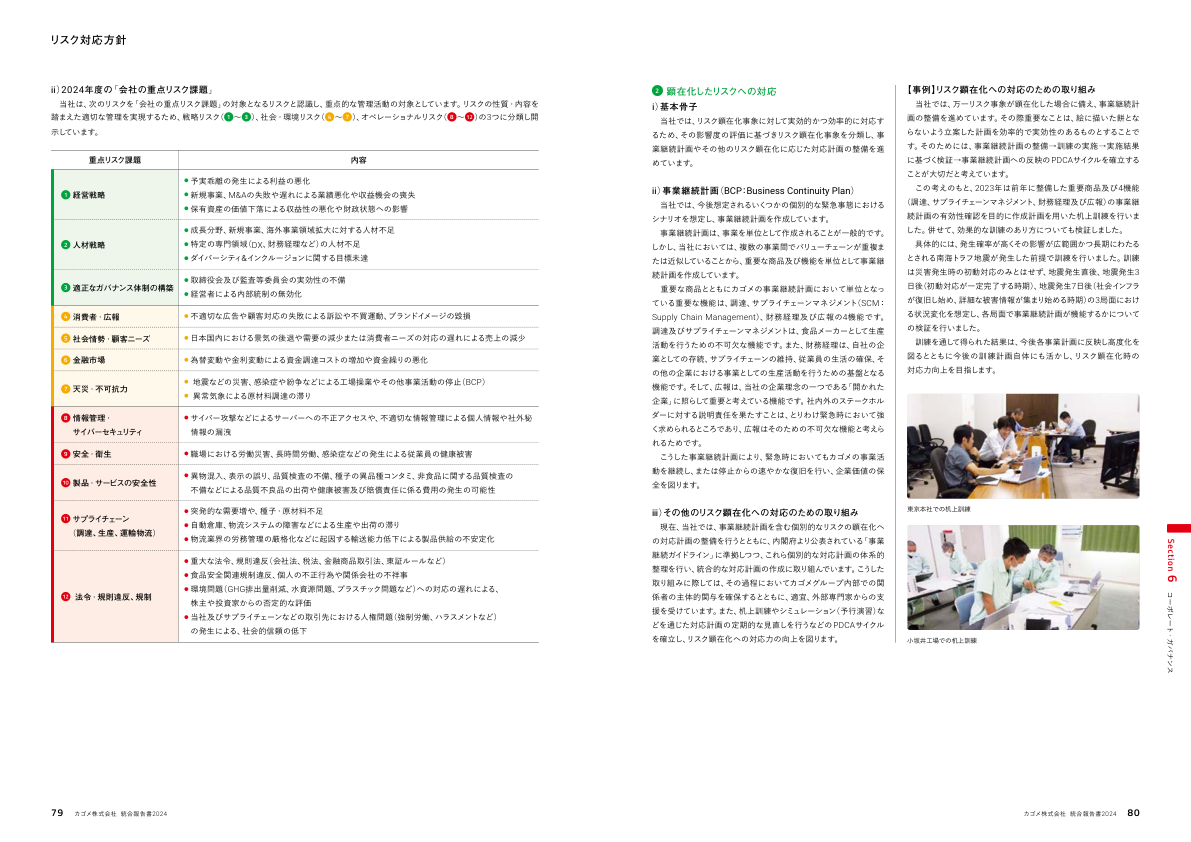 リスク対応方針
ⅱ）2024年度の「会社の重点リスク課題」
当社は、次のリスクを「会社の重点リスク課題」の対象となるリスクと認識し、重点的な管理活動の対象としています。リスクの性質・内容を
踏まえた適切な管理を実現するため、戦略リスク（1～3）、社会・環境リスク（4～7）、オペレーショナルリスク（8～12）の3つに分類し開
示しています。
重点リスク課題 内容
1 経営戦略
●予実乖離の発生による利益の悪化
●新規事業、M&Aの失敗や遅れによる業績悪化や収益機会の喪失
●保有資産の価値下落による収益性の悪化や財政状態への影響
2 人材戦略
●成長分野、新規事業、海外事業領域拡大に対する人材不足
●特定の専門領域（DX、財務経理など）の人材不足
●ダイバーシティ&インクルージョンに関する目標未達
3 適正なガバナンス体制の構築
●取締役会及び監査等委員会の実効性の不備
●経営者による内部統制の無効化
4 消費者・広報
●不適切な広告や顧客対応の失敗による訴訟や不買運動、ブランドイメージの毀損
5 社会情勢・顧客ニーズ
●日本国内における景気の後退や需要の減少または消費者ニーズの対応の遅れによる売上の減少
6 金融市場
●為替変動や金利変動による資金調達コストの増加や資金繰りの悪化
7 天災・不可抗力
●地震などの災害、感染症や紛争などによる工場操業やその他事業活動の停止（BCP）
●異常気象による原材料調達の滞り
8 情報管理・
サイバーセキュリティ
●サイバー攻撃などによるサーバーへの不正アクセスや、不適切な情報管理による個人情報や社外秘
情報の漏洩
9 安全・衛生
●職場における労働災害、長時間労働、感染症などの発生による従業員の健康被害
10 製品・サービスの安全性
●異物混入、表示の誤り、品質検査の不備、種子の異品種コンタミ、非食品に関する品質検査の
不備などによる品質不良品の出荷や健康被害及び賠償責任に係る費用の発生の可能性
11 サプライチェーン
（調達、生産、運輸物流）
●突発的な需要増や、種子・原材料不足
●自動倉庫、物流システムの障害などによる生産や出荷の滞り
●物流業界の労務管理の厳格化などに起因する輸送能力低下による製品供給の不安定化
12 法令・規則違反、規制
●重大な法令、規則違反（会社法、税法、金融商品取引法、東証ルールなど）
●食品安全関連規制違反、個人の不正行為や関係会社の不祥事
●環境問題（GHG排出量削減、水資源問題、プラスチック問題など）への対応の遅れによる、
株主や投資家からの否定的な評価
●当社及びサプライチェーンなどの取引先における人権問題（強制労働、ハラスメントなど）
の発生による、社会的信頼の低下
79 カゴメ株式会社 統合報告書2024
2 顕在化したリスクへの対応
ⅰ）基本骨子
当社では、リスク顕在化事象に対して実効的かつ効率的に対応す
るため、その影響度の評価に基づきリスク顕在化事象を分類し、事
業継続計画やその他のリスク顕在化に応じた対応計画の整備を進
めています。
ⅱ）事業継続計画（BCP：Business Continuity Plan）
当社では、今後想定されるいくつかの個別的な緊急事態における
シナリオを想定し、事業継続計画を作成しています。
事業継続計画は、事業を単位として作成されることが一般的です。
しかし、当社においては、複数の事業間でバリューチェーンが重複ま
たは近似していることから、重要な商品及び機能を単位として事業継
続計画を作成しています。
重要な商品とともにカゴメの事業継続計画において単位となっ
ている重要な機能は、調達、サプライチェーンマネジメント（SCM：
Supply Chain Management）、財務経理及び広報の4機能です。
調達及びサプライチェーンマネジメントは、食品メーカーとして生産
活動を行うための不可欠な機能です。また、財務経理は、自社の企
業としての存続、サプライチェーンの維持、従業員の生活の確保、そ
の他の企業における事業としての生産活動を行うための基盤となる
機能です。そして、広報は、当社の企業理念の一つである「開かれた
企業」に照らして重要と考えている機能です。社内外のステークホル
ダーに対する説明責任を果たすことは、とりわけ緊急時において強
く求められるところであり、広報はそのための不可欠な機能と考えら
れるためです。
こうした事業継続計画により、緊急時においてもカゴメの事業活
動を継続し、または停止からの速やかな復旧を行い、企業価値の保
全を図ります。
ⅲ）その他のリスク顕在化への対応のための取り組み
現在、当社では、事業継続計画を含む個別的なリスクの顕在化へ
の対応計画の整備を行うとともに、内閣府より公表されている「事業
継続ガイドライン」に準拠しつつ、これら個別的な対応計画の体系的
整理を行い、統合的な対応計画の作成に取り組んでいます。こうした
取り組みに際しては、その過程においてカゴメグループ内部での関
係者の主体的関与を確保するとともに、適宜、外部専門家からの支
援を受けています。また、机上訓練やシミュレーション（予行演習）な
どを通じた対応計画の定期的な見直しを行うなどのPDCAサイクル
を確立し、リスク顕在化への対応力の向上を図ります。
【事例】リスク顕在化への対応のための取り組み
当社では、万一リスク事象が顕在化した場合に備え、事業継続計
画の整備を進めています。その際重要なことは、絵に描いた餅とな
らないよう立案した計画を効率的で実効性のあるものとすることで
す。そのためには、事業継続計画の整備→訓練の実施→実施結果
に基づく検証→事業継続計画への反映のPDCAサイクルを確立する
ことが大切だと考えています。
この考えのもと、2023年は前年に整備した重要商品及び4機能
（調達、サプライチェーンマネジメント、財務経理及び広報）の事業継
続計画の有効性確認を目的に作成計画を用いた机上訓練を行いま
した。併せて、効果的な訓練のあり方についても検証しました。
具体的には、発生確率が高くその影響が広範囲かつ長期にわたる
とされる南海トラフ地震が発生した前提で訓練を行いました。訓練
は災害発生時の初動対応のみとはせず、地震発生直後、地震発生3
日後（初動対応が一定完了する時期）、地震発生7日後（社会インフラ
が復旧し始め、詳細な被害情報が集まり始める時期）の3局面におけ
る状況変化を想定し、各局面で事業継続計画が機能するかについて
の検証を行いました。
訓練を通して得られた結果は、今後各事業計画に反映し高度化を
図るとともに今後の訓練計画自体にも活かし、リスク顕在化時の
対応力向上を目指します。
東京本社での机上訓練
小坂井工場での机上訓練
Section 6 コーポレート・ガバナンス
カゴメ株式会社 統合報告書2024 80